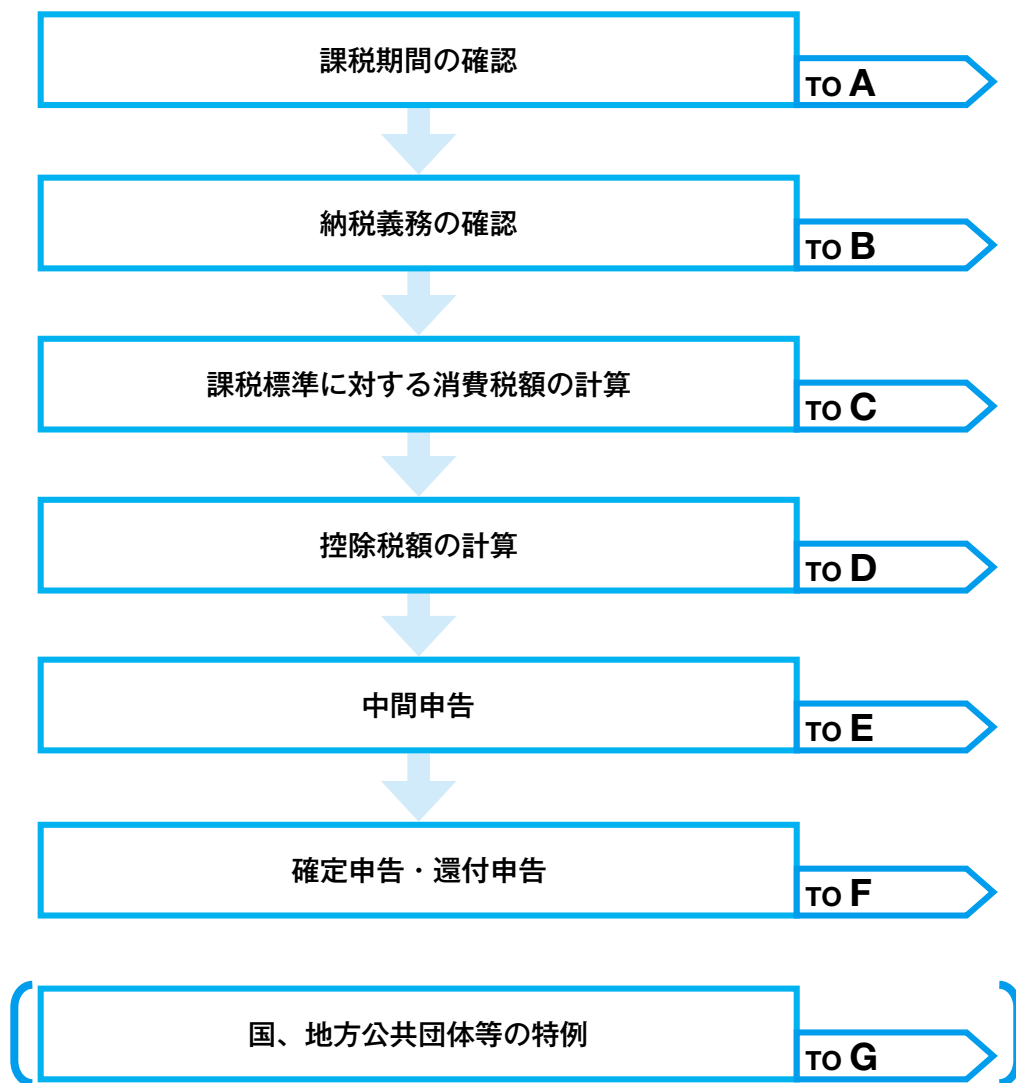 課税期間の確認
TO A
納税義務の確認
TO B
課税標準に対する消費税額の計算
TO C
控除税額の計算
TO D
中間申告
TO E
確定申告・還付申告
TO F
国、地方公共団体等の特例
TO G